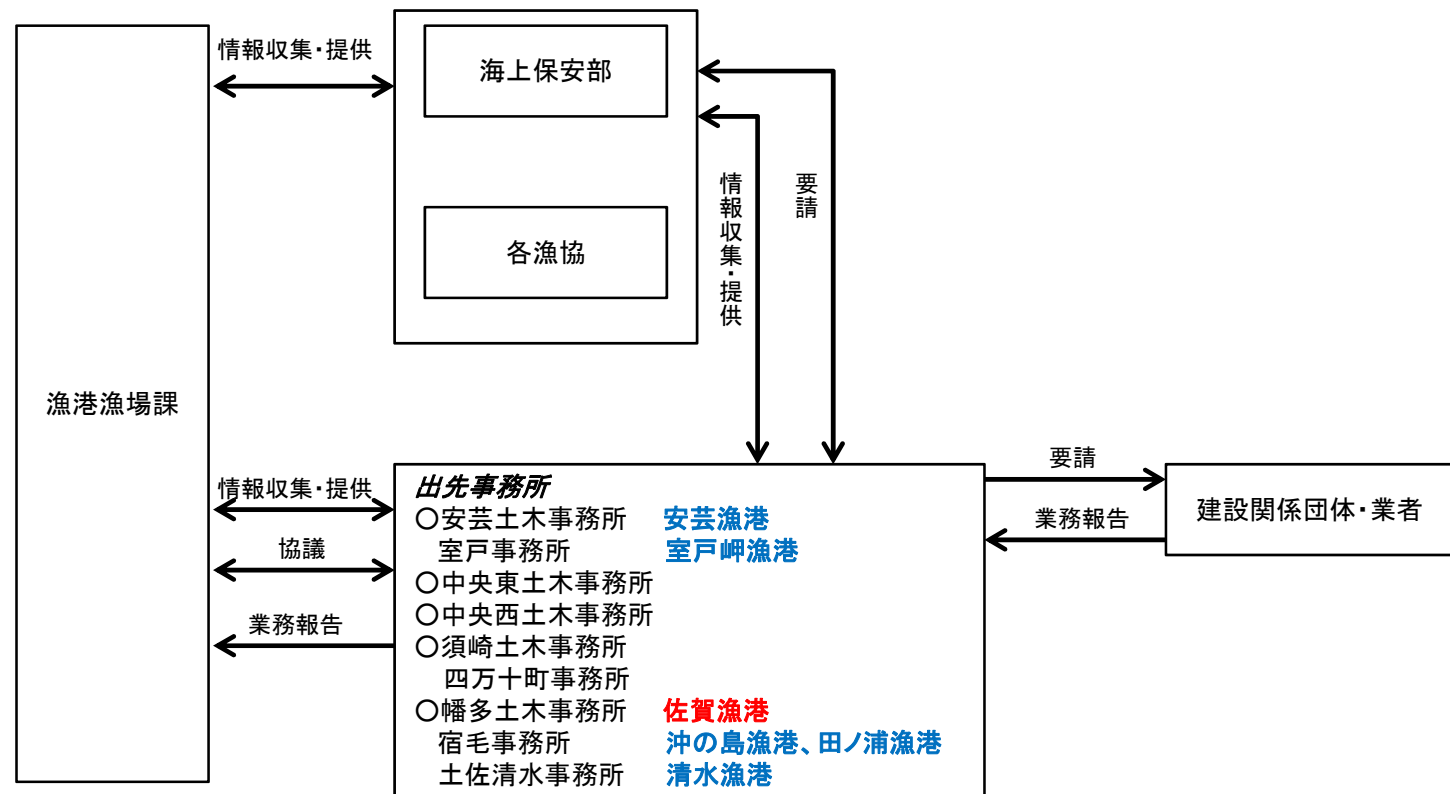 情報収集・提供
海上保安部
各漁協
情報収集・提供
要請
漁港漁場課
情報収集・提供
協議
業務報告
出先事務所
〇安芸土木事務所 安芸漁港
室戸事務所 室戸岬漁港
〇中央東土木事務所
〇中央西土木事務所
〇須崎土木事務所
四万十町事務所
〇幡多土木事務所 佐賀漁港
宿毛事務所 沖の島漁港、田ノ浦漁港
土佐清水事務所 清水漁港
要請
業務報告
建設関係団体・業者